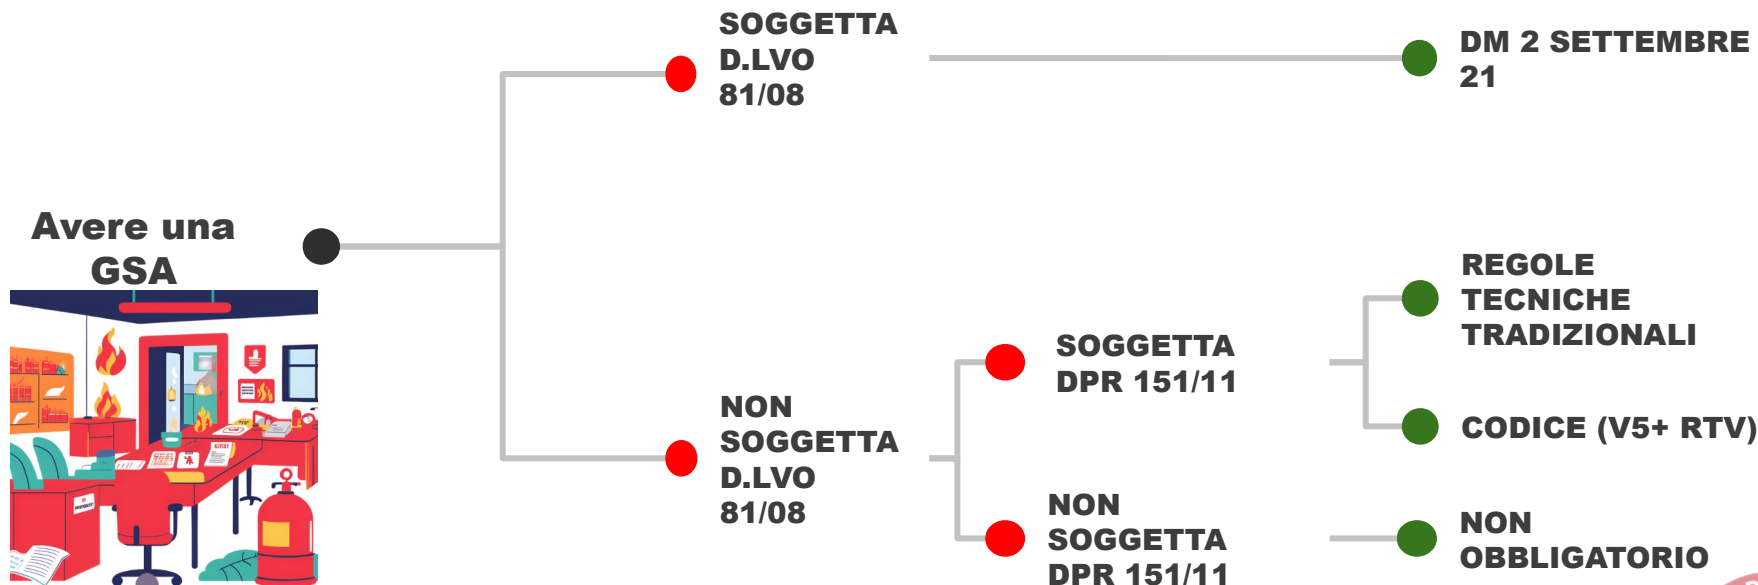 SOGGETTA
D.LVO
81/08
DM 2 SETTEMBRE
21
Avere una
GSA
REGOLE
TECNICHE
TRADIZIONALI
SOGGETTA
DPR 151/11
CODICE (V5+ RTV)
NON
SOGGETTA
D.LVO
81/08
NON
SOGGETTA
DPR 151/11
NON
OBBLIGATORIO